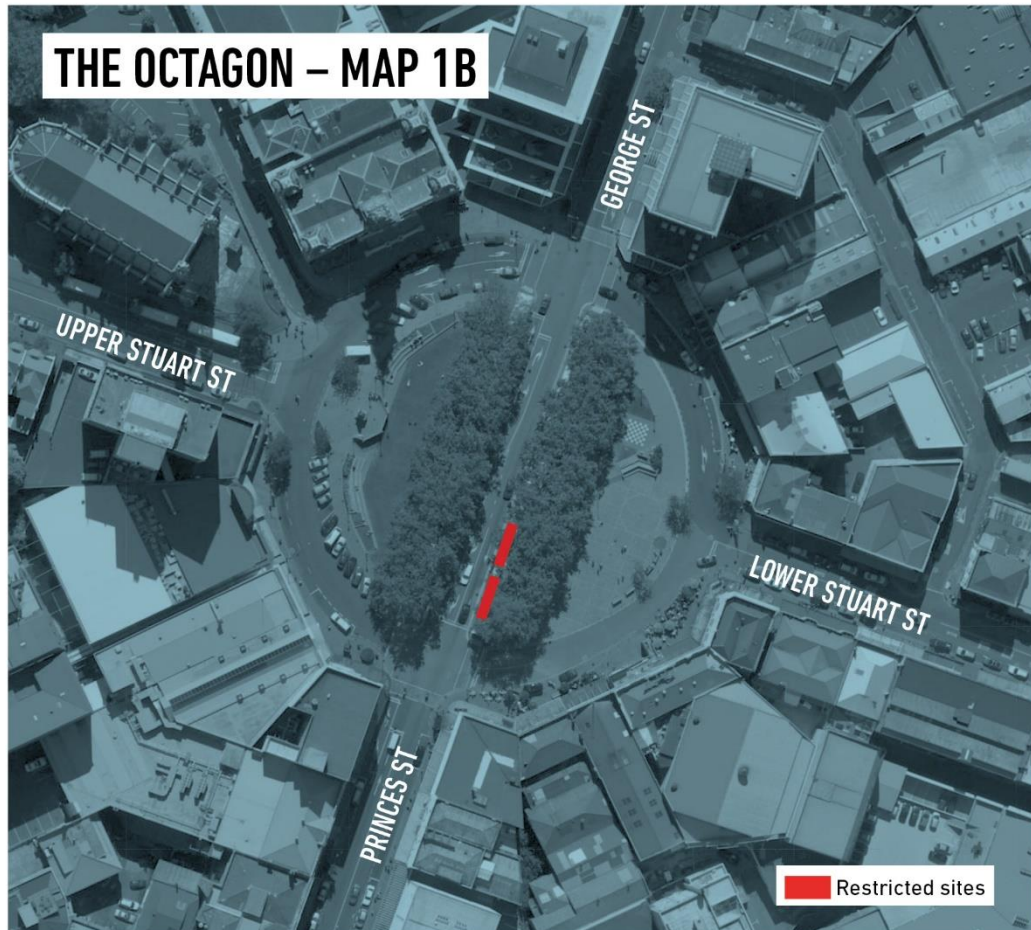 THE OCTAGON – MAP 1B
GEORGE ST
UPPER STUART ST
LOWER STUART ST
PRINCES ST
Restricted sites